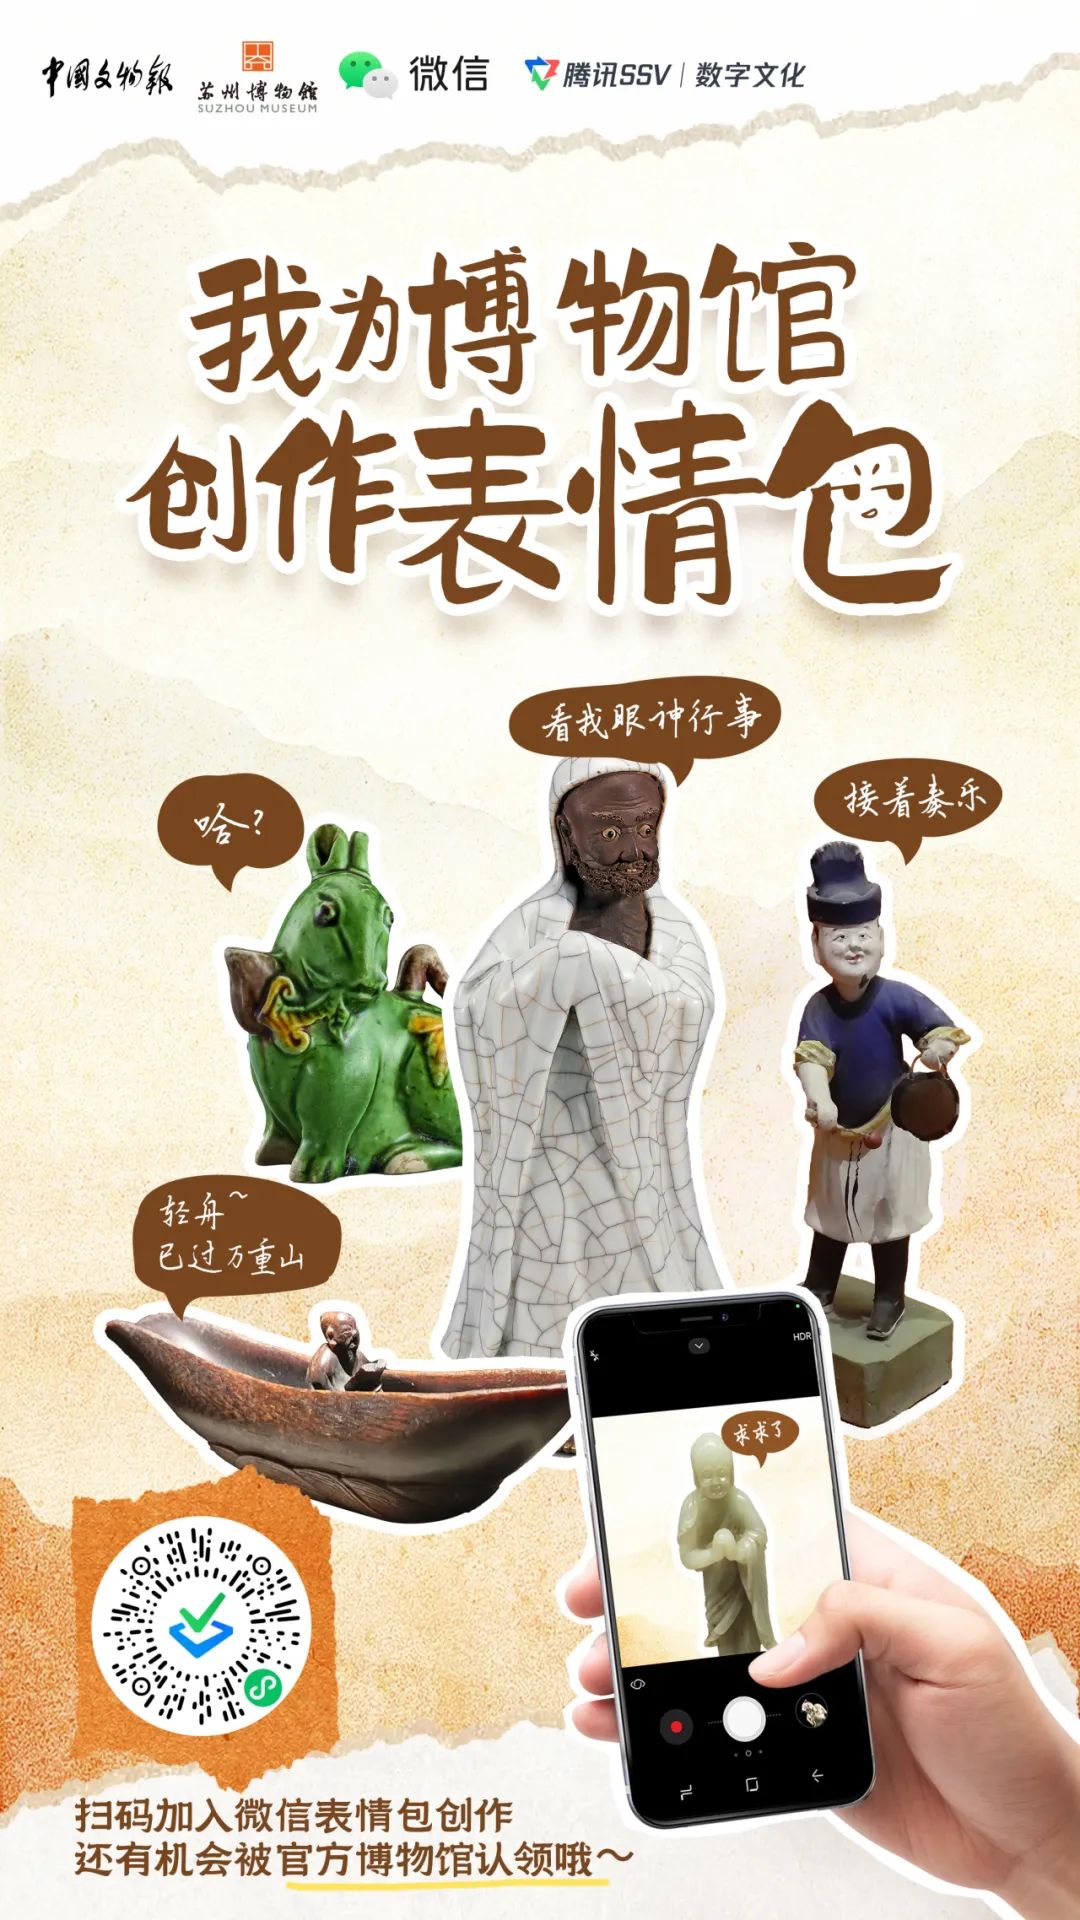 中国文物报
苏州博物馆
SUZHOU MUSEUM
微信
腾讯SSV | 数字文化
我为博物馆
创作表情包
看我眼神行事
接着奏乐
啥?
轻舟~
已过万重山
HDR
求求了
扫码加入微信表情包创作
还有机会被官方博物馆认领哦～